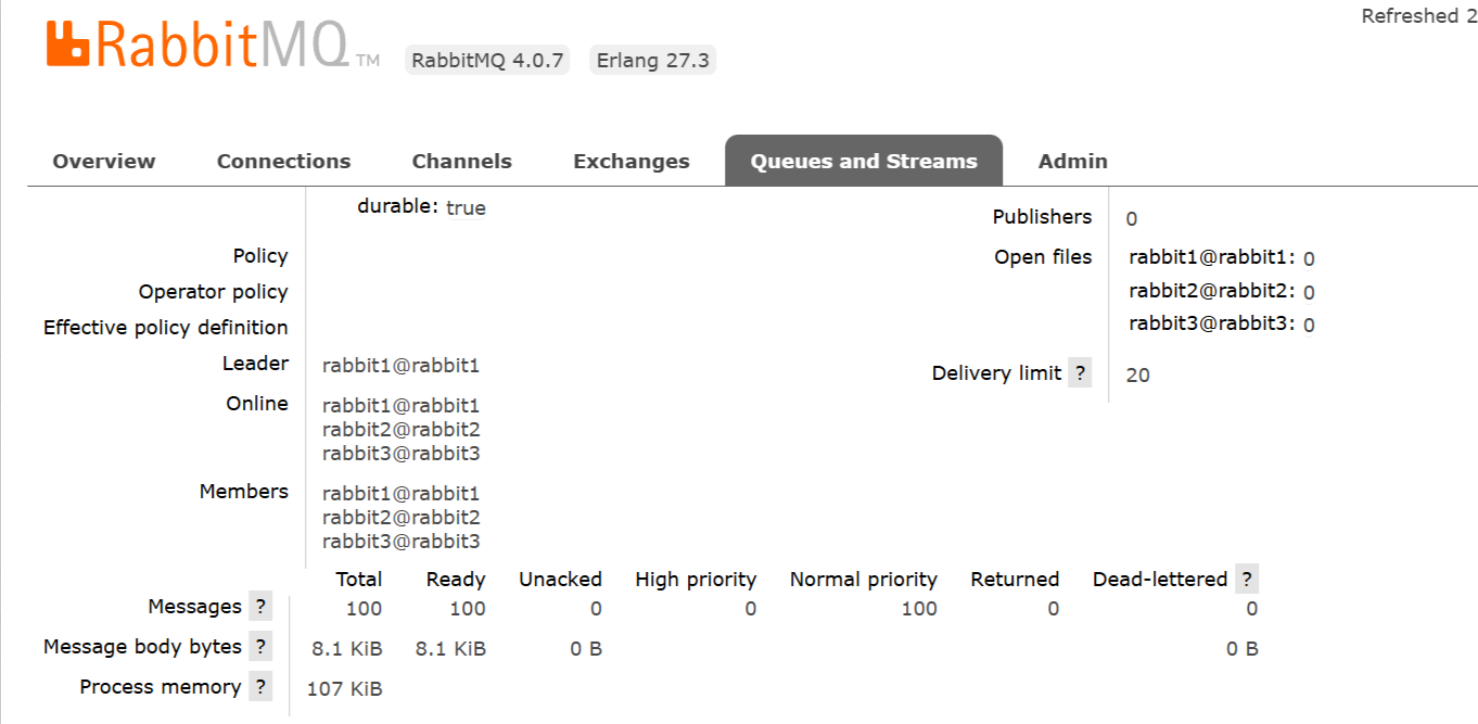 Refreshed 2
RabbitMQ TM RabbitMQ 4.0.7 Erlang 27.3
Overview Connections Channels Exchanges Queues and Streams Admin
durable: true
Publishers 0
Policy
Open files rabbit1@rabbit1: 0
Operator policy
rabbit2@rabbit2: 0
Effective policy definition
rabbit3@rabbit3: 0
Leader rabbit1@rabbit1
Delivery limit ? 20
Online rabbit1@rabbit1
rabbit2@rabbit2
rabbit3@rabbit3
Members rabbit1@rabbit1
rabbit2@rabbit2
rabbit3@rabbit3
Total Ready Unacked High priority Normal priority Returned Dead-lettered ?
Messages ? 100 100 0 0 100 0 0
Message body bytes ? 8.1 KiB 8.1 KiB 0 B 0 B
Process memory ? 107 KiB